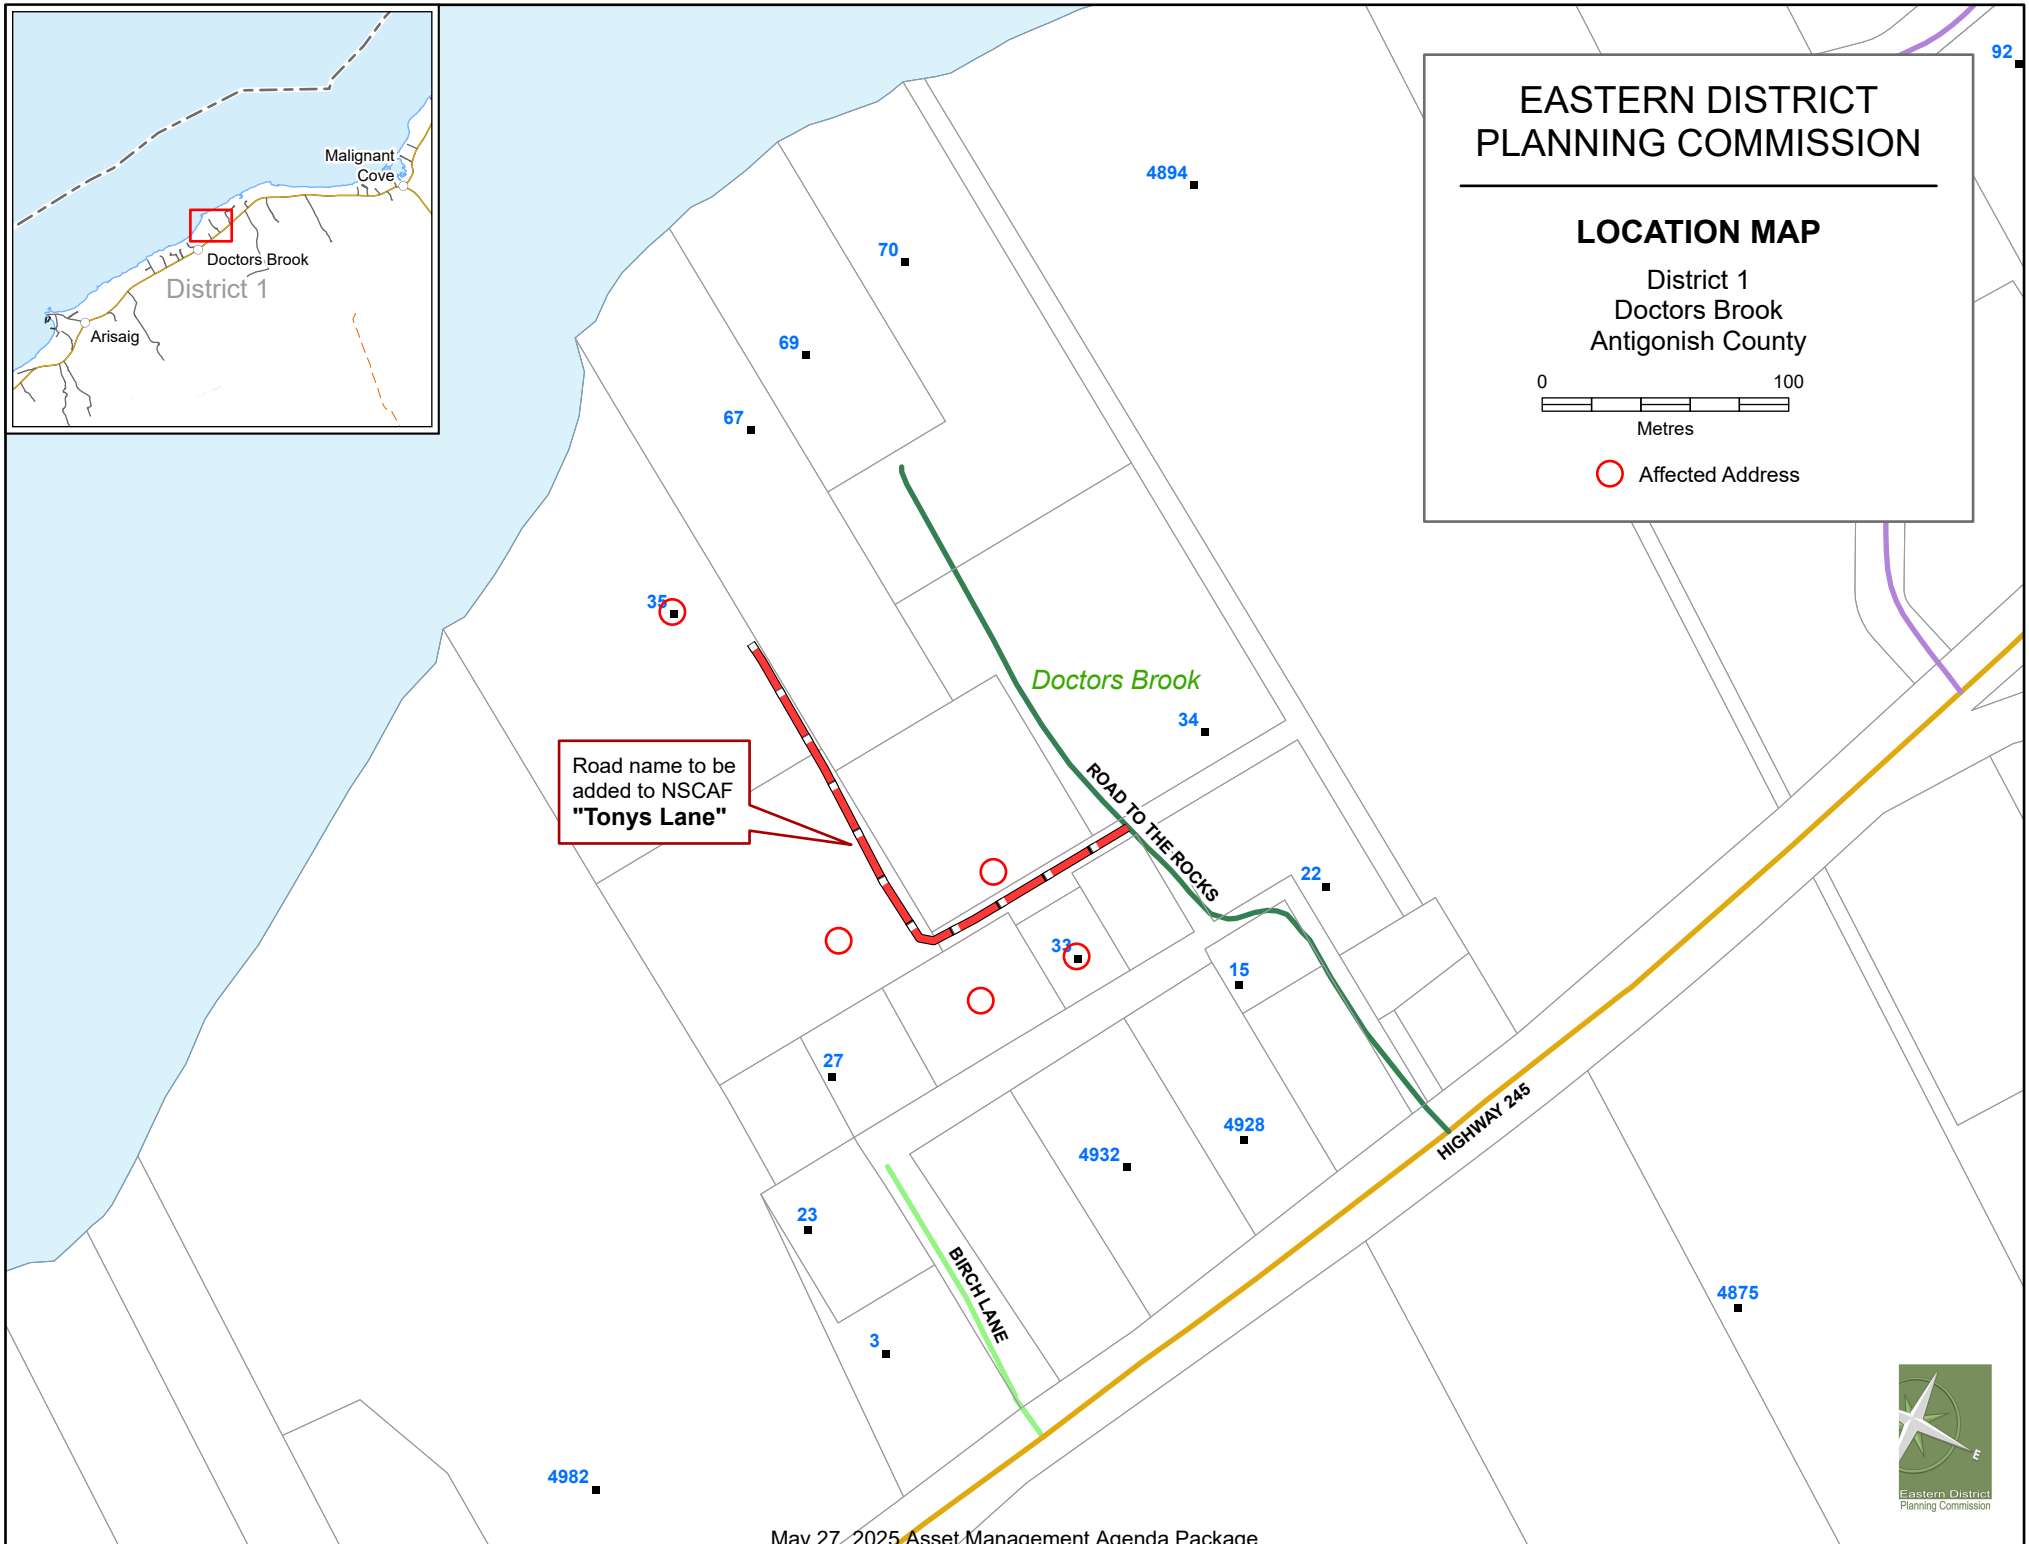 Malignant
Cove
Doctors Brook
District 1
Arisaig
EASTERN DISTRICT
PLANNING COMMISSION
LOCATION MAP
District 1
Doctors Brook
Antigonish County
0 100
Metres
Affected Address
92
4894
70
69
67
35
Doctors Brook
34
Road name to be
added to NSCAF
"Tonys Lane"
ROAD TO THE ROCKS
22
33
15
27
4928
4932
HIGHWAY 245
23
BIRCH LANE
3
4875
4982
E
Eastern District
Planning Commission
May 27, 2025 Asset Management Agenda Package